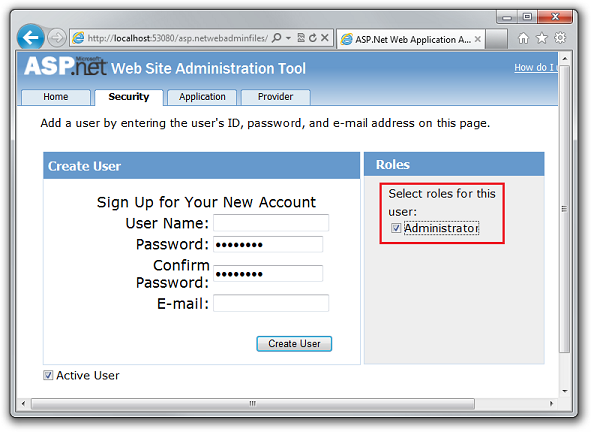 http://localhost:53080/asp.netwebadminfiles/
ASP.Net Web Application A...
Microsoft
ASP.net Web Site Administration Tool
How do I u
Home
Security
Application
Provider
Add a user by entering the user's ID, password, and e-mail address on this page.
Create User
Sign Up for Your New Account
User Name:
Password:
Confirm
Password:
E-mail:
Create User
Active User
Roles
Select roles for this
user:
Administrator